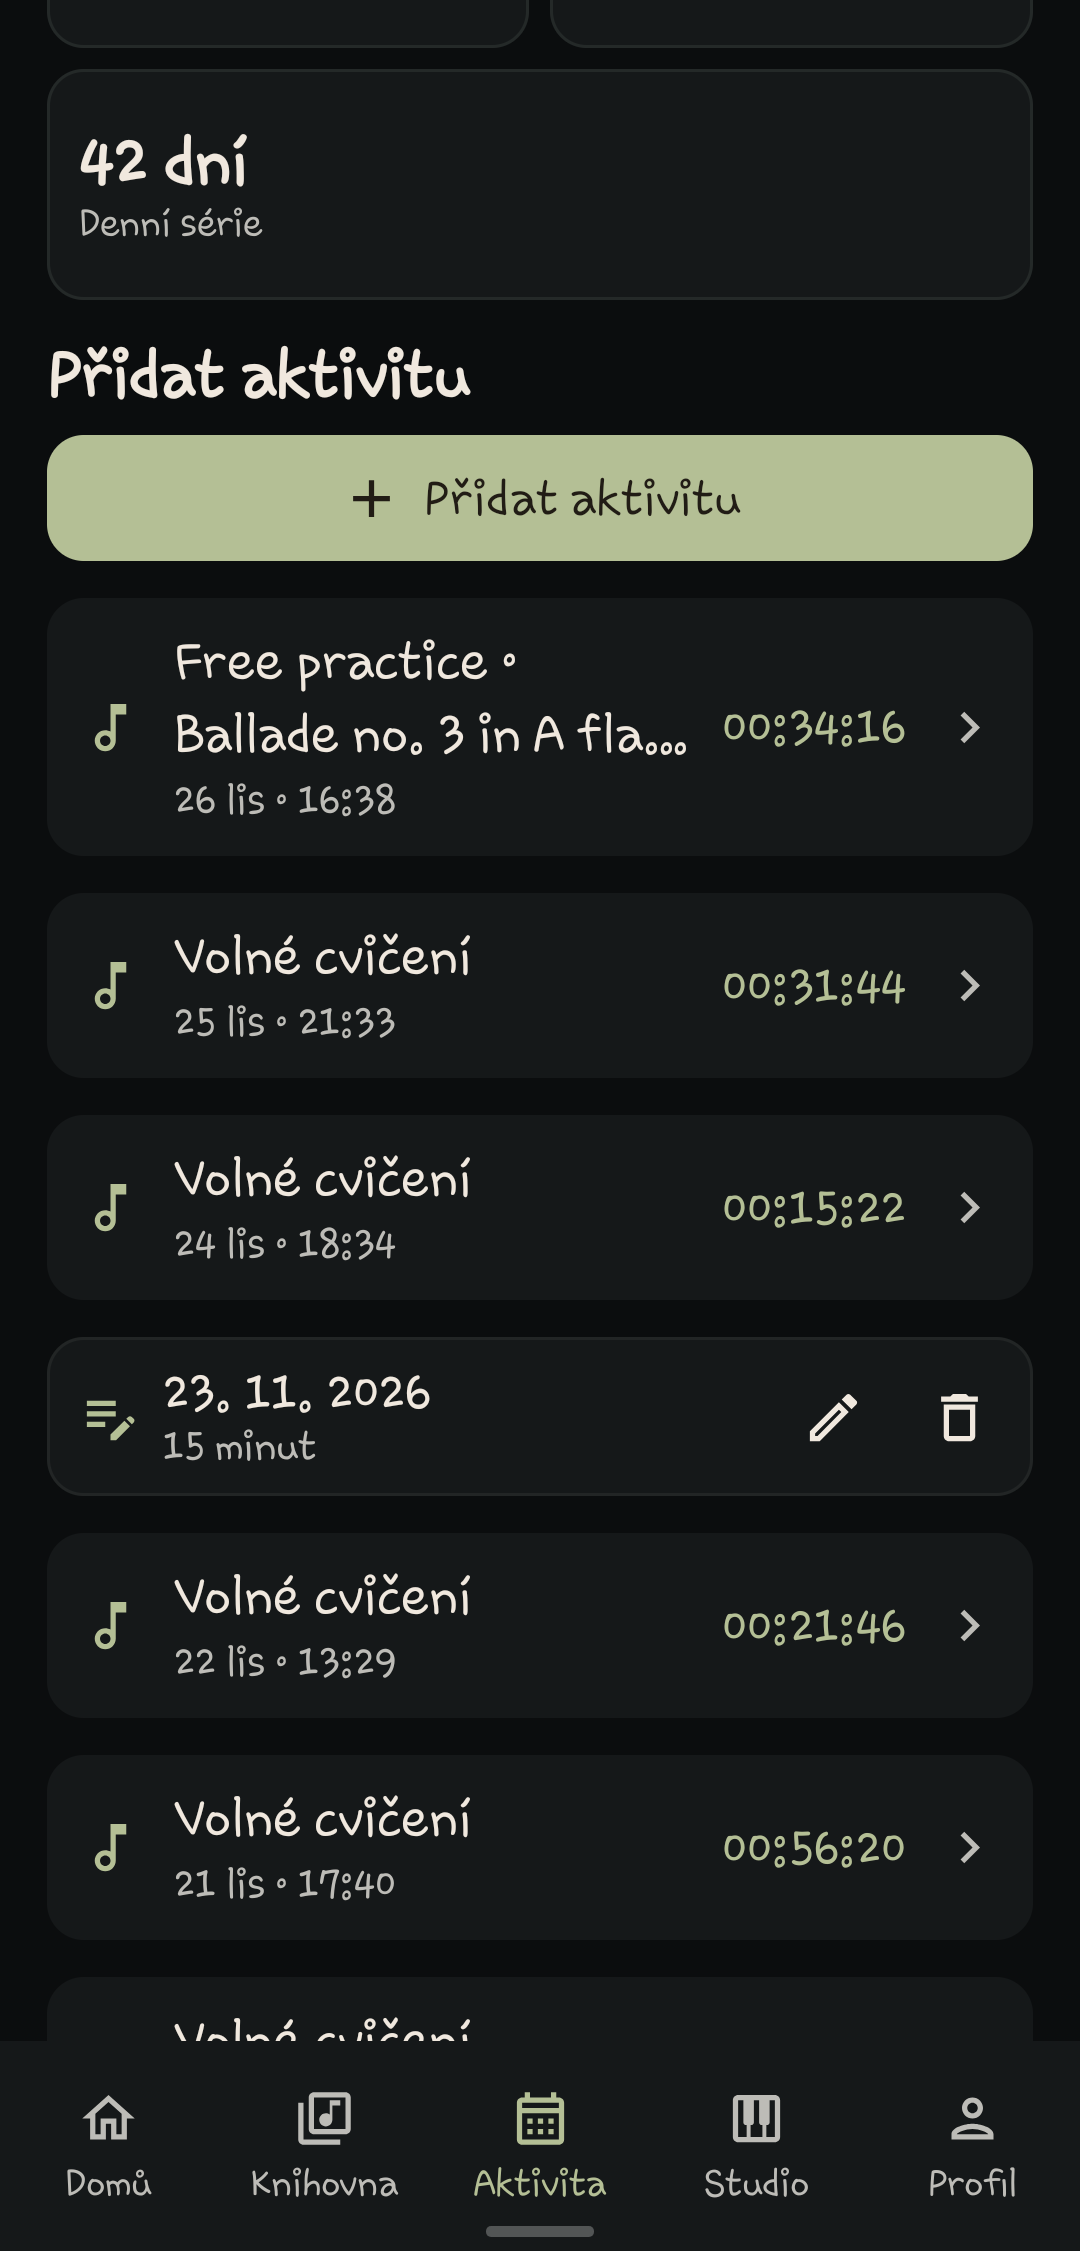 42 dní
Denní série
Přidat aktivitu
Přidat aktivitu
Free practice •
Ballade no. 3 in A fla...
00:34:16
26 lis • 16:38
Volné cvičení
00:31:44
25 lis • 21:33
Volné cvičení
00:15:22
24 lis • 18:34
23. 11. 2026
15 minut
Volné cvičení
00:21:46
22 lis • 13:29
Volné cvičení
00:56:20
21 lis • 17:40
Volné cvičení
Domů
Knihovna
Aktivita
Studio
Profil